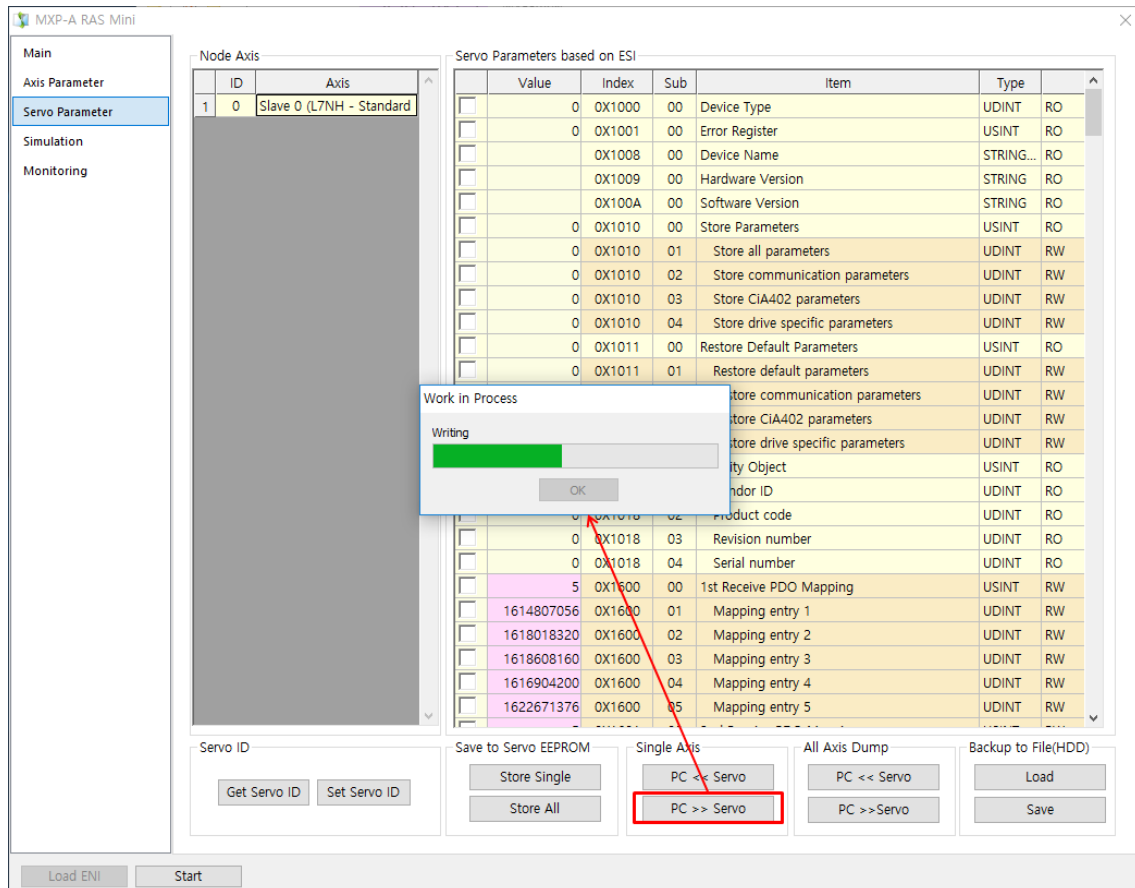 MXP-A RAS Mini
Main
Axis Parameter
Servo Parameter
Simulation
Monitoring
Node Axis
ID Axis
1 0 Slave 0 (L7NH - Standard
Servo Parameters based on ESI
Value Index Sub Item Type
0 0X1000 00 Device Type UDINT RO
0 0X1001 00 Error Register USINT RO
0X1008 00 Device Name STRING... RO
0X1009 00 Hardware Version STRING RO
0X100A 00 Software Version STRING RO
0 0X1010 00 Store Parameters USINT RO
0 0X1010 01 Store all parameters UDINT RW
0 0X1010 02 Store communication parameters UDINT RW
0 0X1010 03 Store CiA402 parameters UDINT RW
0 0X1010 04 Store drive specific parameters UDINT RW
0 0X1011 00 Restore Default Parameters USINT RO
0 0X1011 01 Restore default parameters UDINT RW
store communication parameters UDINT RW
store CiA402 parameters UDINT RW
store drive specific parameters UDINT RW
ity Object USINT RO
ndor ID UDINT RO
0 0X1018 02 Product code UDINT RO
0 0X1018 03 Revision number UDINT RO
0 0X1018 04 Serial number UDINT RO
5 0X1600 00 1st Receive PDO Mapping USINT RW
1614807056 0X1600 01 Mapping entry 1 UDINT RW
1618018320 0X1600 02 Mapping entry 2 UDINT RW
1618608160 0X1600 03 Mapping entry 3 UDINT RW
1616904200 0X1600 04 Mapping entry 4 UDINT RW
1622671376 0X1600 05 Mapping entry 5 UDINT RW
Work in Process
Writing
OK
Servo ID
Get Servo ID Set Servo ID
Save to Servo EEPROM
Store Single
Store All
Single Axis
PC << Servo
PC >> Servo
All Axis Dump
PC << Servo
PC >>Servo
Backup to File(HDD)
Load
Save
Load ENI Start